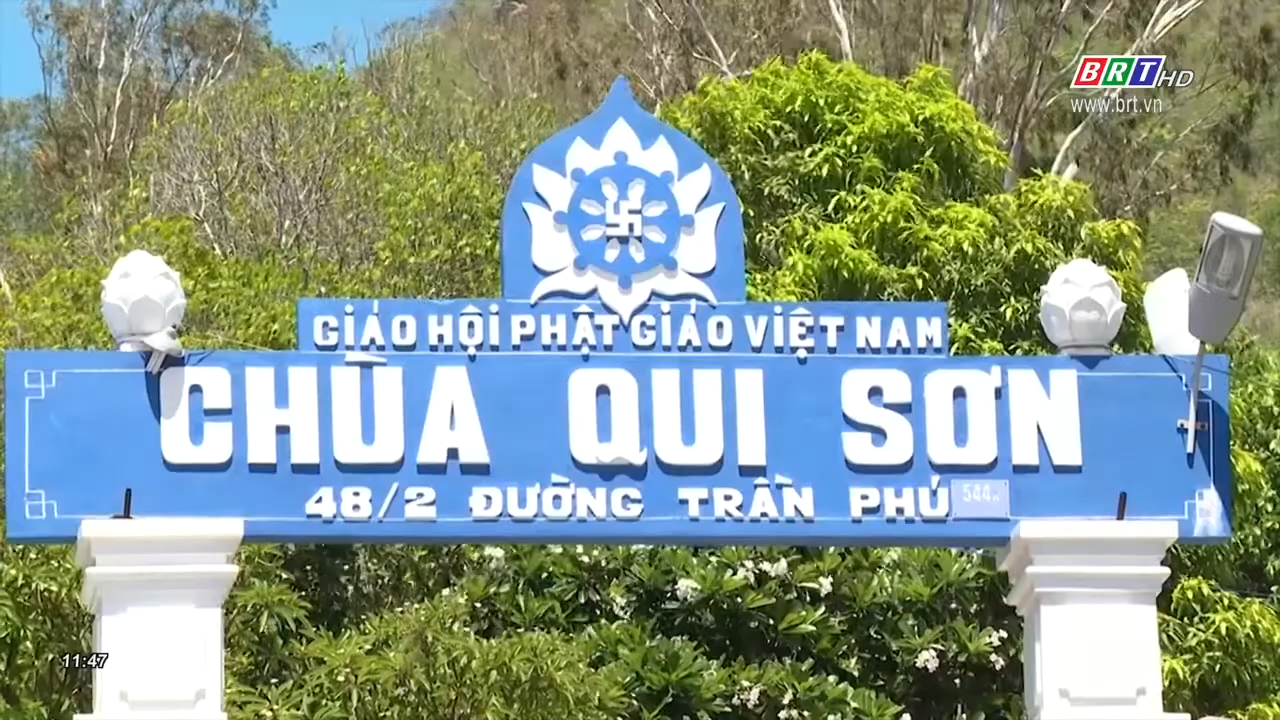 BRT HD
www.brt.vn
GIÁO HỘI PHẬT GIÁO VIỆT NAM
CHÙA QUI SƠN
48/2 ĐƯỜNG TRẦN PHÚ
544
11:47